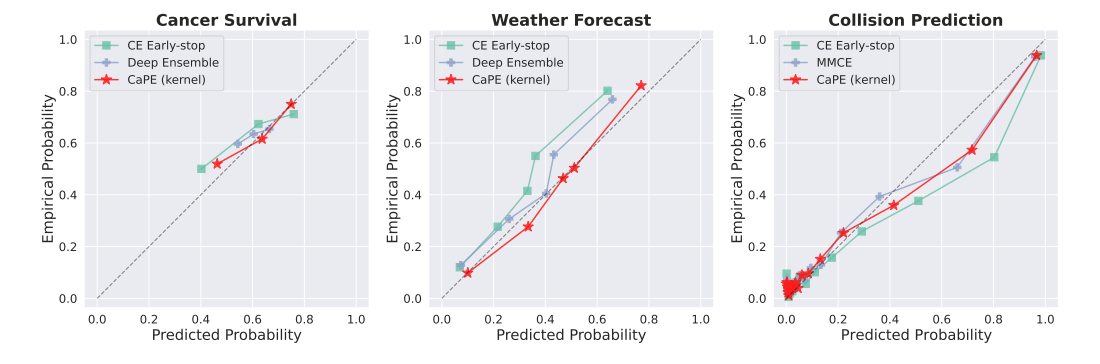 Cancer Survival
CE Early-stop
Deep Ensemble
CaPE (kernel)
Empirical Probability
1.0
0.8
0.6
0.4
0.2
0.0
0.0 0.2 0.4 0.6 0.8 1.0
Predicted Probability
Weather Forecast
CE Early-stop
Deep Ensemble
CaPE (kernel)
Empirical Probability
1.0
0.8
0.6
0.4
0.2
0.0
0.0 0.2 0.4 0.6 0.8 1.0
Predicted Probability
Collision Prediction
CE Early-stop
MMCE
CaPE (kernel)
Empirical Probability
1.0
0.8
0.6
0.4
0.2
0.0
0.0 0.2 0.4 0.6 0.8 1.0
Predicted Probability